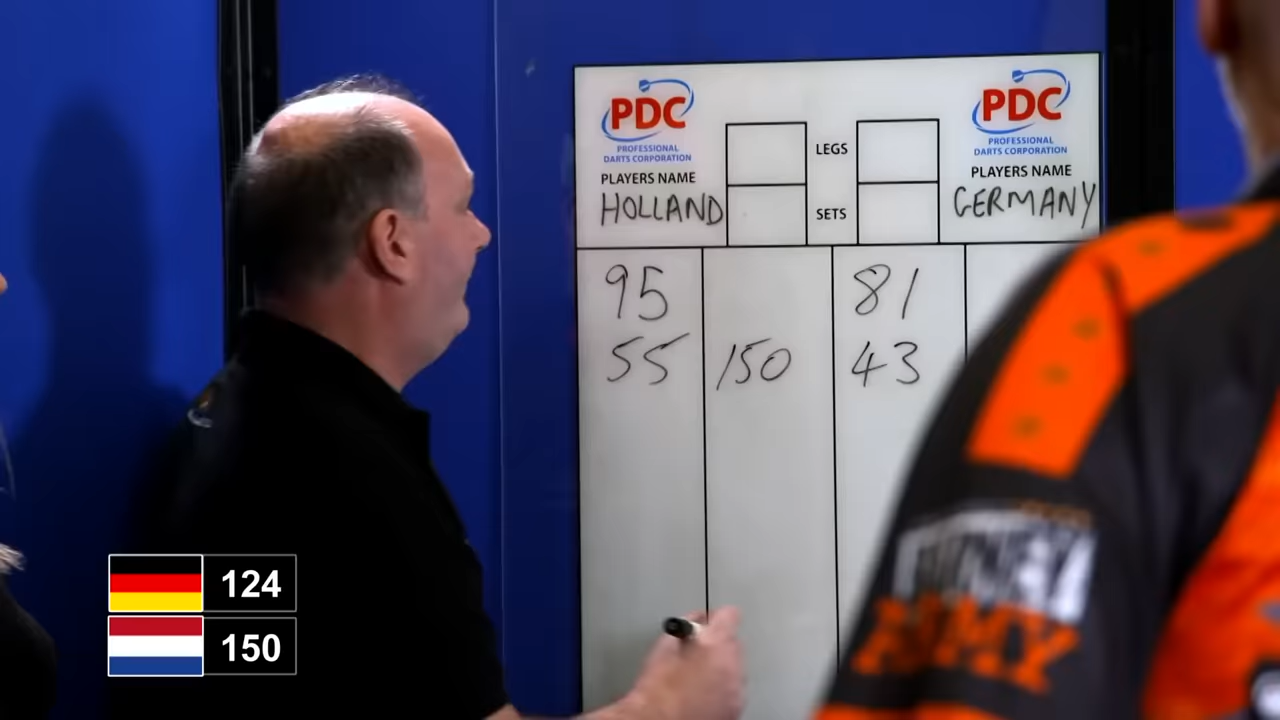 PDC
PROFESSIONAL
DARTS CORPORATION
PLAYERS NAME
HOLLAND
LEGS
SETS
PDC
PROFESSIONAL
DARTS CORPORATION
PLAYERS NAME
GERMANY
95 81
55 150 43
124
150
ARMY